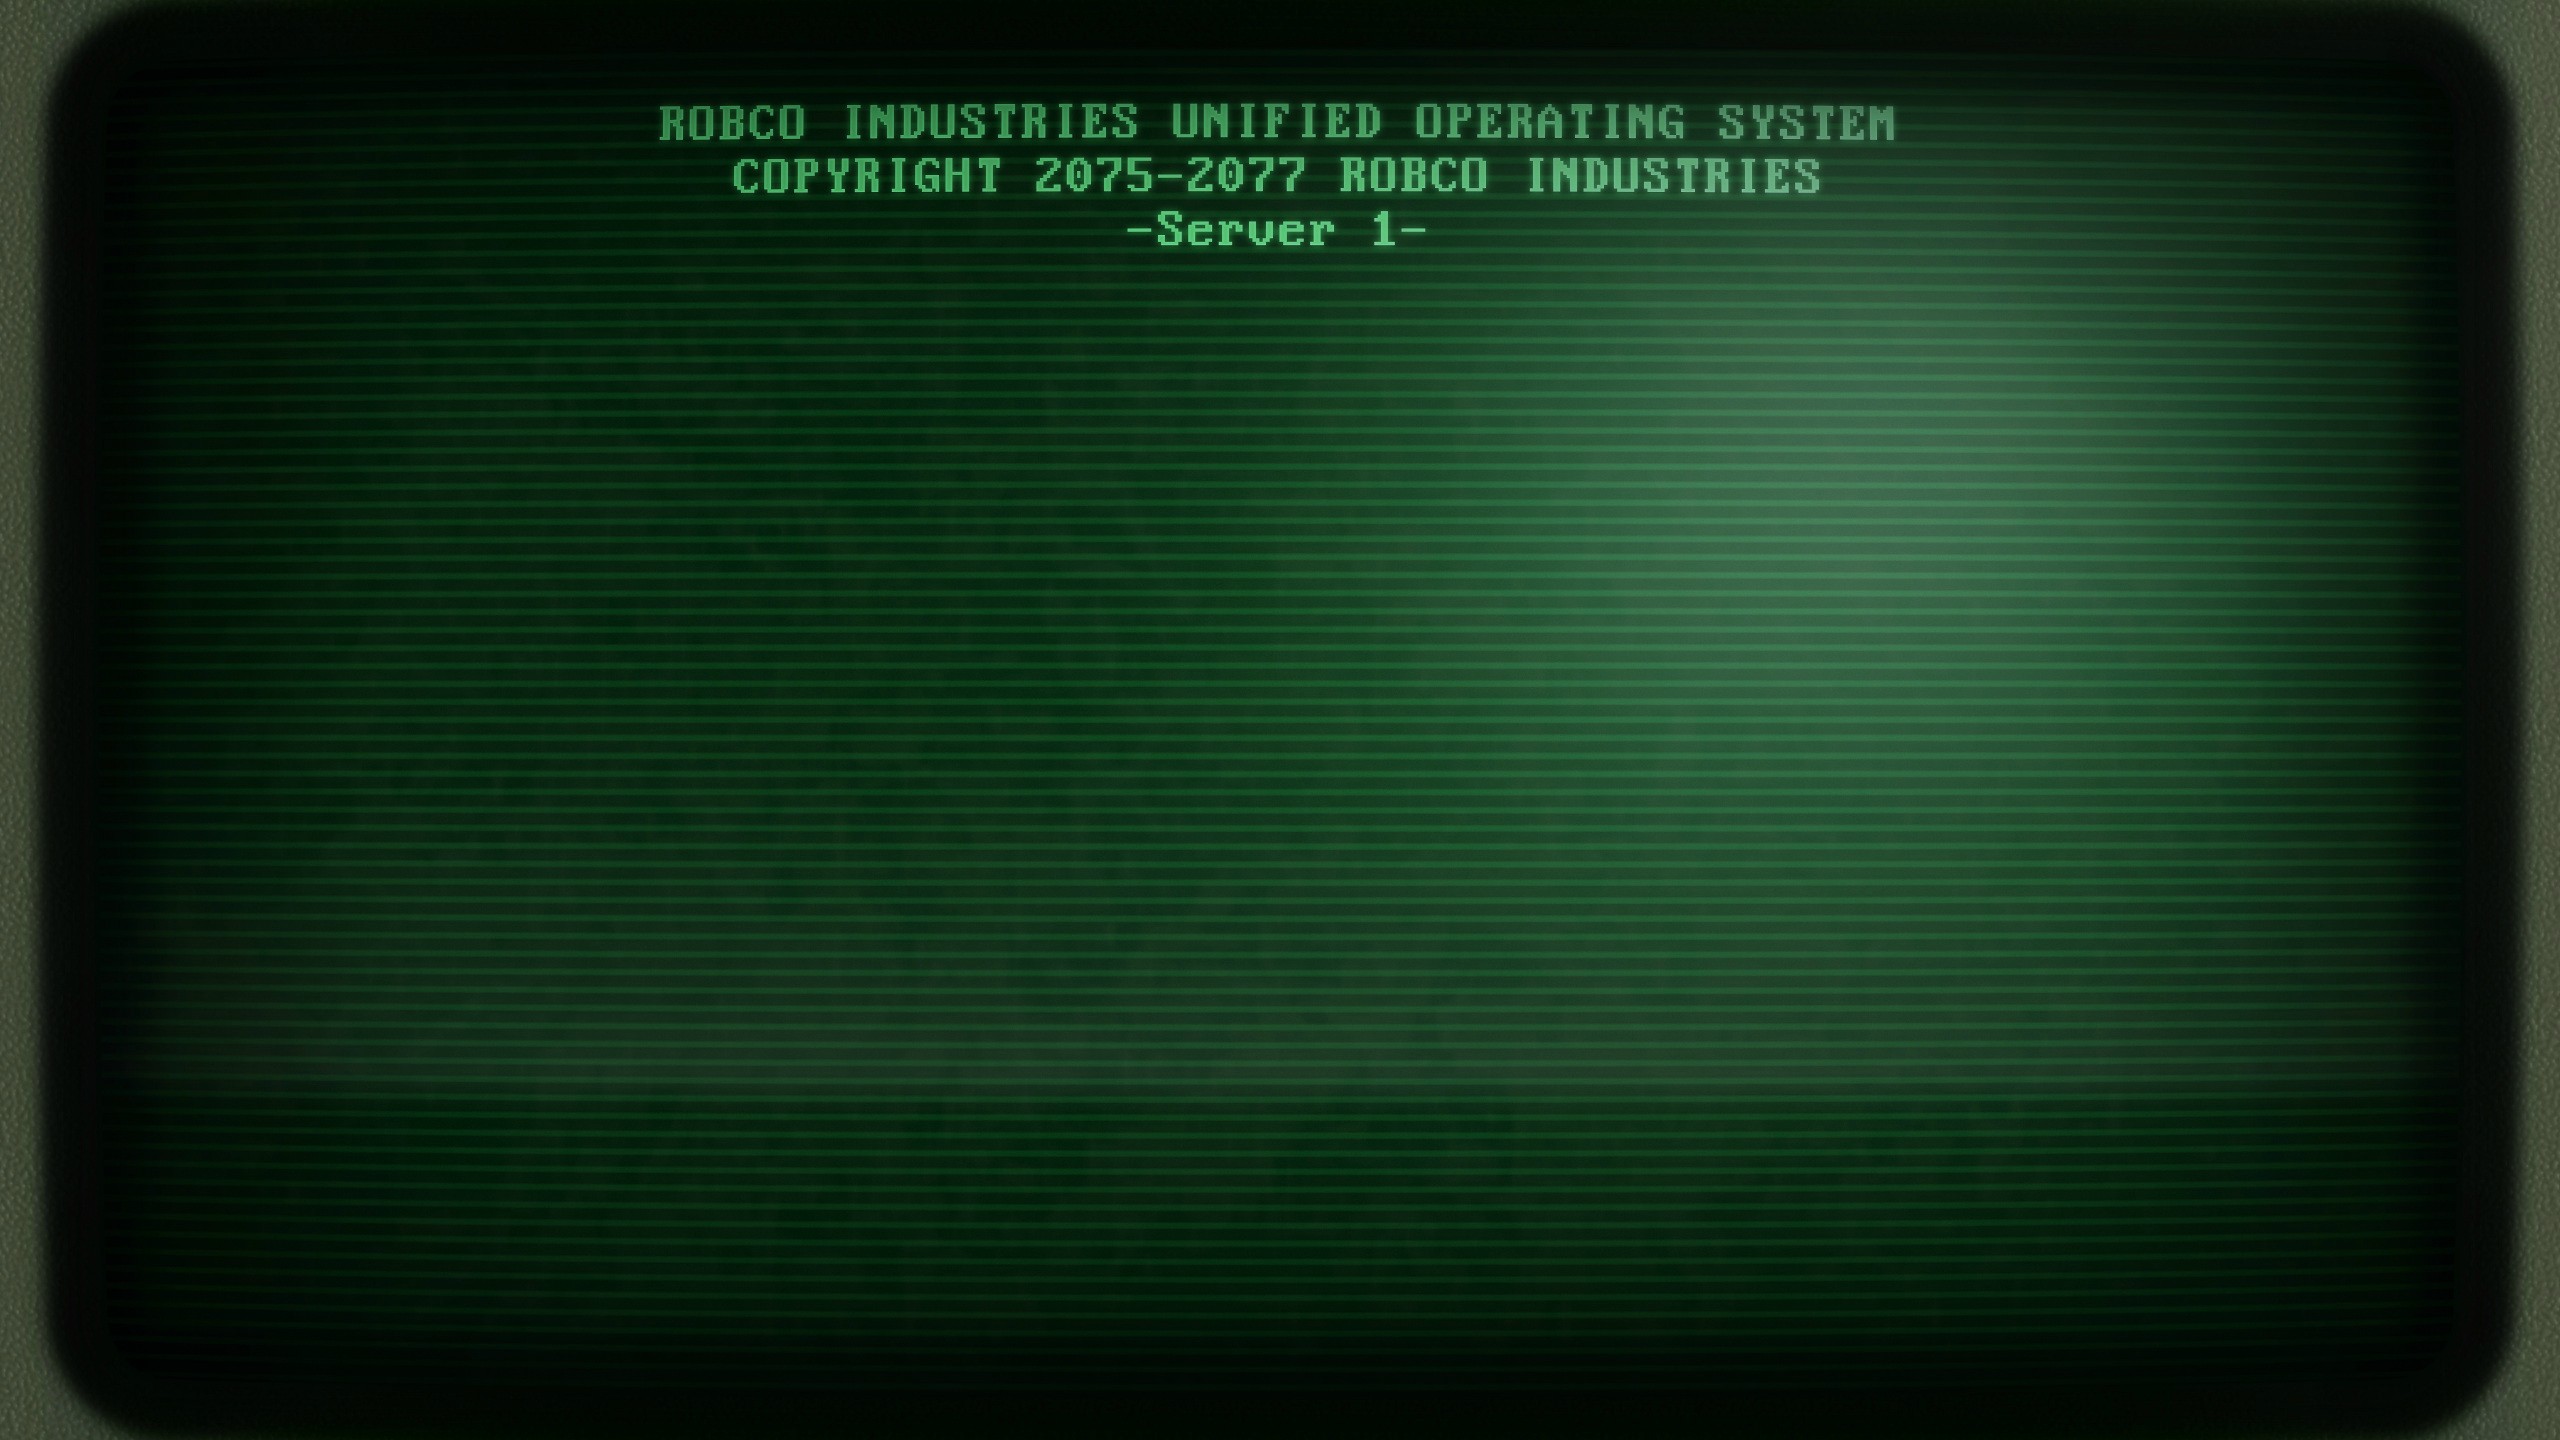 ROBCO INDUSTRIES UNIFIED OPERATING SYSTEM
COPYRIGHT 2075-2077 ROBCO INDUSTRIES
-Server 1-